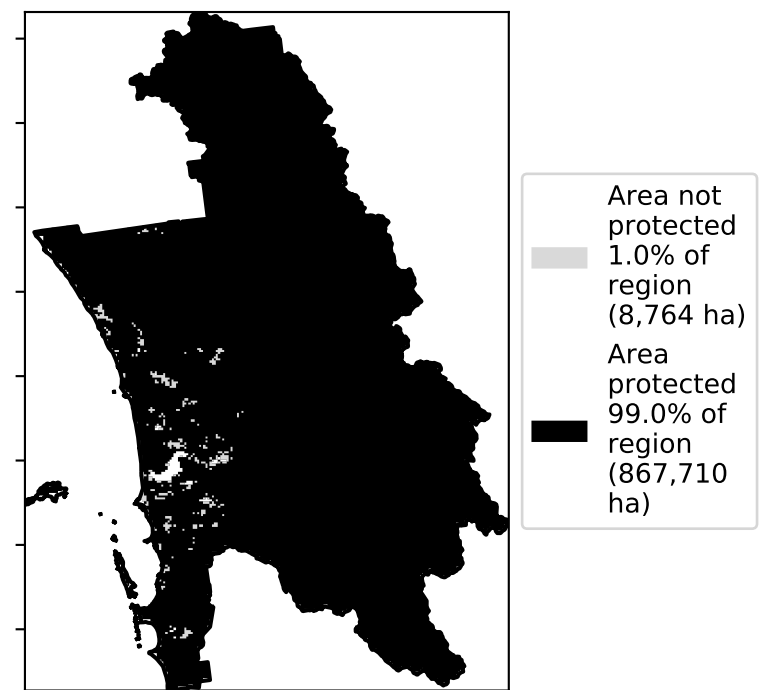 Area not
protected
1.0% of
region
(8,764 ha)
Area
protected
99.0% of
region
(867,710
ha)